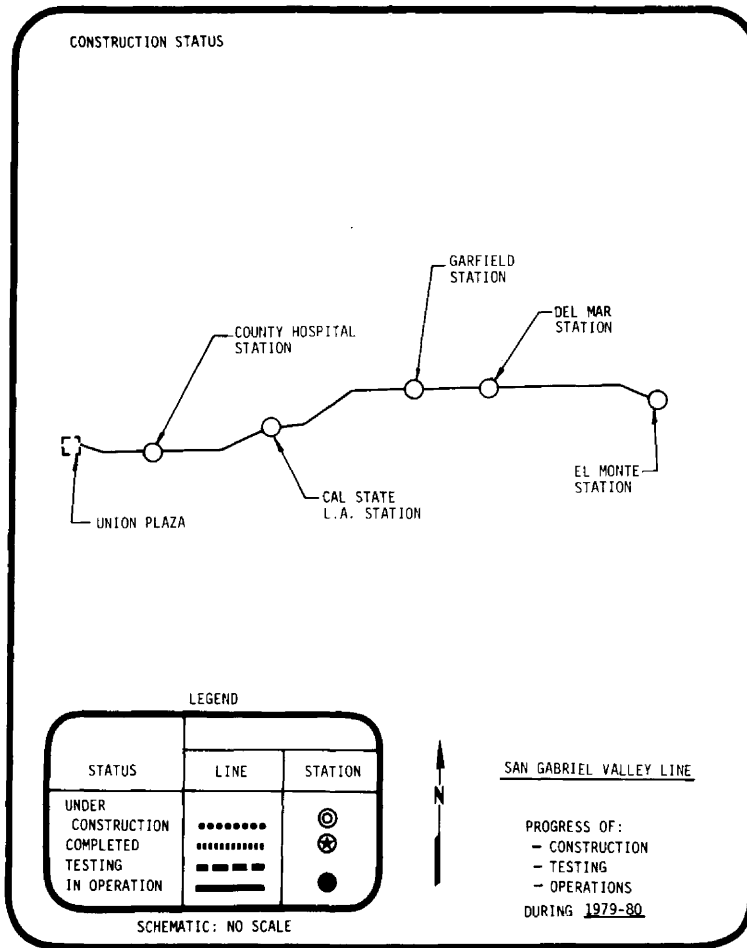 CONSTRUCTION STATUS
GARFIELD
STATION
DEL MAR
STATION
COUNTY HOSPITAL
STATION
EL MONTE
STATION
CAL STATE
L.A. STATION
UNION PLAZA
LEGEND
STATUS LINE STATION
UNDER
CONSTRUCTION
COMPLETED
TESTING
IN OPERATION
SCHEMATIC: NO SCALE
N
SAN GABRIEL VALLEY LINE
PROGRESS OF:
- CONSTRUCTION
- TESTING
- OPERATIONS
DURING 1979-80